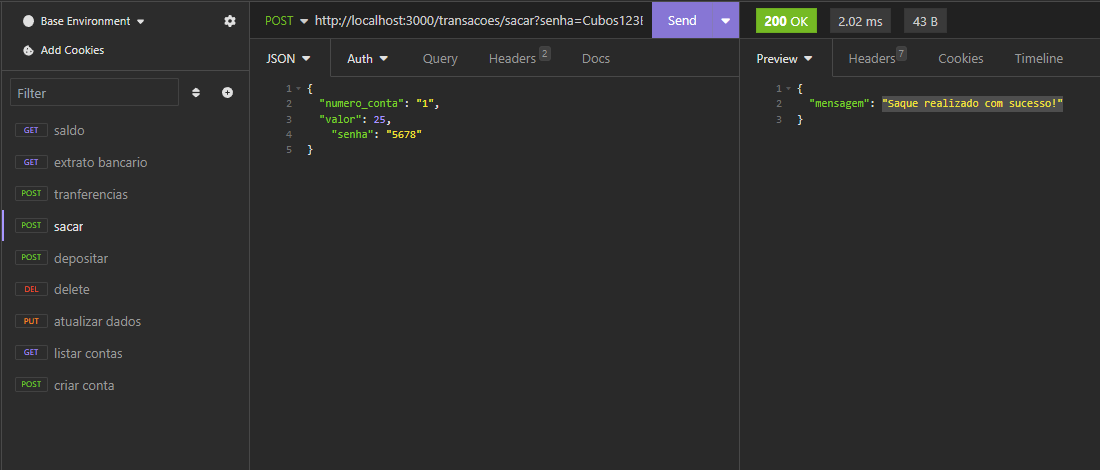 Base Environment
Add Cookies
Filter
GET saldo
GET extrato bancario
POST tranferencias
POST sacar
POST depositar
DEL delete
PUT atualizar dados
GET listar contas
POST criar conta
POST http://localhost:3000/transacoes/sacar?senha=Cubos123B Send
JSON Auth Query Headers 2 Docs
1 {
2 "numero_conta": "1",
3 "valor": 25,
4 "senha": "5678"
5 }
200 OK 2.02 ms 43 B
Preview Headers 7 Cookies Timeline
1 {
2 "mensagem": "Saque realizado com sucesso!"
3 }